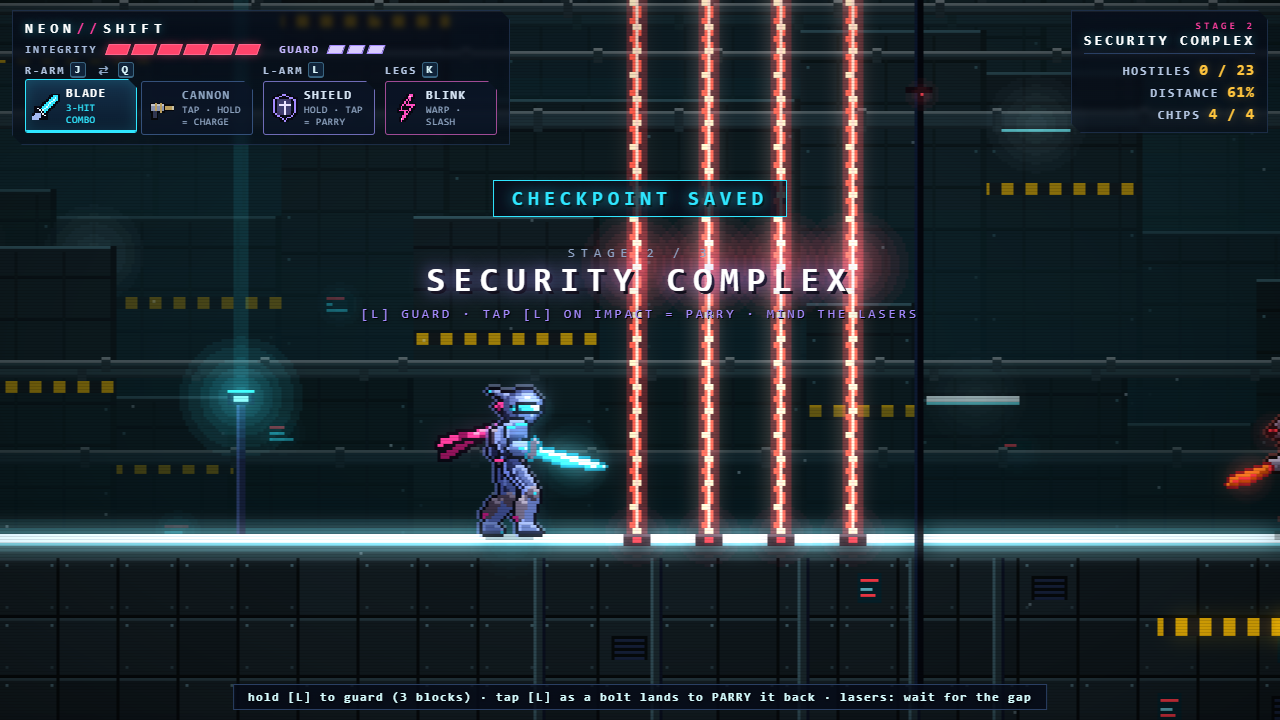 NEON//SHIFT
INTEGRITY GUARD
R-ARM J ⇄ Q L-ARM L LEGS K
BLADE
3-HIT
COMBO
CANNON
TAP · HOLD
= CHARGE
SHIELD
HOLD · TAP
= PARRY
BLINK
WARP ·
SLASH
STAGE 2
SECURITY COMPLEX
HOSTILES 0 / 23
DISTANCE 61%
CHIPS 4 / 4
CHECKPOINT SAVED
STAGE 2 /
SECURITY COMPLEX
[L] GUARD · TAP [L] ON IMPACT = PARRY · MIND THE LASERS
hold [L] to guard (3 blocks) · tap [L] as a bolt lands to PARRY it back · lasers: wait for the gap